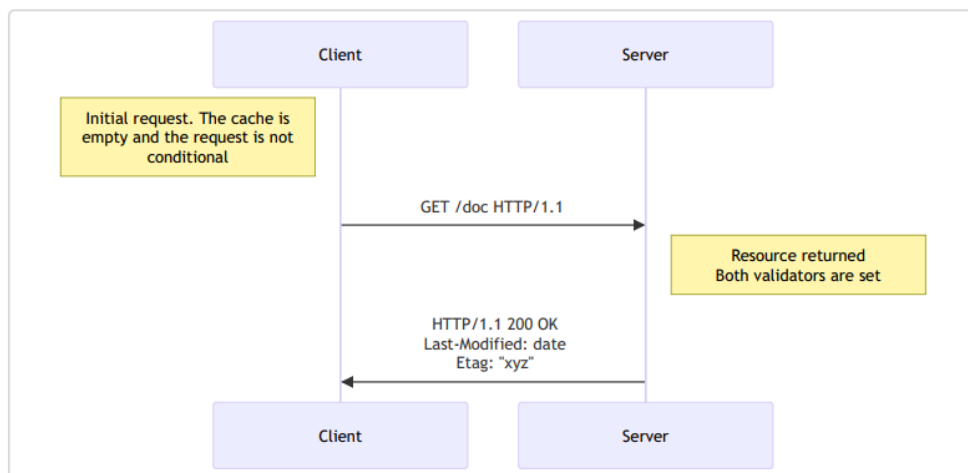 Client
Server
Initial request. The cache is
empty and the request is not
conditional
GET /doc HTTP/1.1
Resource returned
Both validators are set
HTTP/1.1 200 OK
Last-Modified: date
Etag: "xyz"
Client
Server